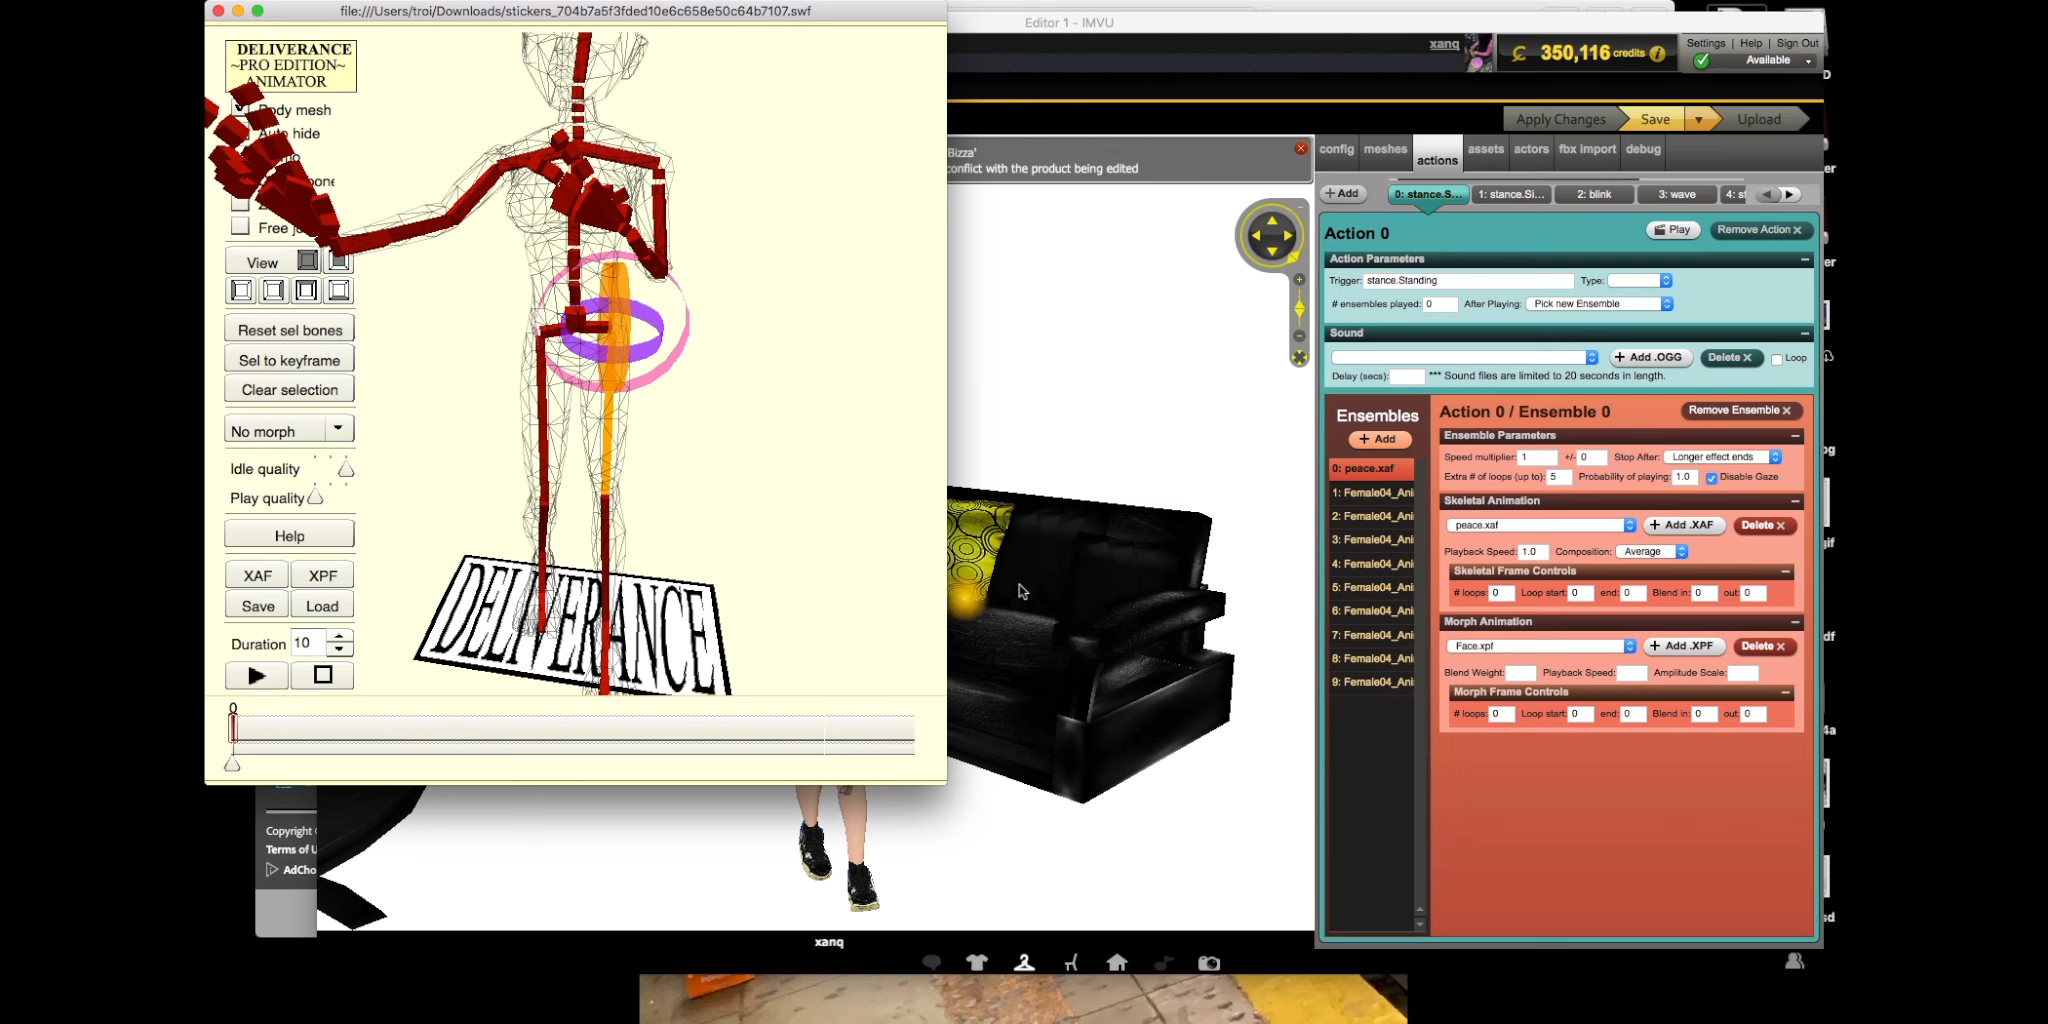 file:///Users/troi/Downloads/stickers_704b7a5f3fded10e6c658e50c64b7107.swf
DELIVERANCE
~PRO EDITION~
ANIMATOR
Body mesh
Auto hide
Free
View
Reset sel bones
Sel to keyframe
Clear selection
No morph
Idle quality
Play quality
Help
XAF
XPF
Save
Load
Duration
10
0
DELIVERANCE
Copyright
Terms of U
AdCho
Editor 1 - IMVU
xanq
350,116 credits
Settings | Help | Sign Out
Available
Apply Changes
Save
Upload
Bizza'
conflict with the product being edited
config
meshes
actions
assets
actors
fbx import
debug
+ Add
0: stance.S...
1: stance.Si...
2: blink
3: wave
4: st
Action 0
Play
Remove Action ×
Action Parameters
Trigger: stance.Standing
Type:
# ensembles played: 0
After Playing: Pick new Ensemble
Sound
+ Add .OGG
Delete ×
Loop
Delay (secs):
*** Sound files are limited to 20 seconds in length.
Ensembles
+ Add
0: peace.xaf
1: Female04_Ani
2: Female04_Ani
3: Female04_Ani
4: Female04_Ani
5: Female04_Ani
6: Female04_Ani
7: Female04_Ani
8: Female04_Ani
9: Female04_Ani
Action 0 / Ensemble 0
Remove Ensemble ×
Ensemble Parameters
Speed multiplier: 1 +/- 0 Stop After: Longer effect ends
Extra # of loops (up to): 5 Probability of playing: 1.0 Disable Gaze
Skeletal Animation
peace.xaf
+ Add .XAF
Delete ×
Playback Speed: 1.0 Composition: Average
Skeletal Frame Controls
# loops: 0 Loop start: 0 end: 0 Blend in: 0 out: 0
Morph Animation
Face.xpf
+ Add .XPF
Delete ×
Blend Weight: Playback Speed: Amplitude Scale:
Morph Frame Controls
# loops: 0 Loop start: 0 end: 0 Blend in: 0 out: 0
xanq